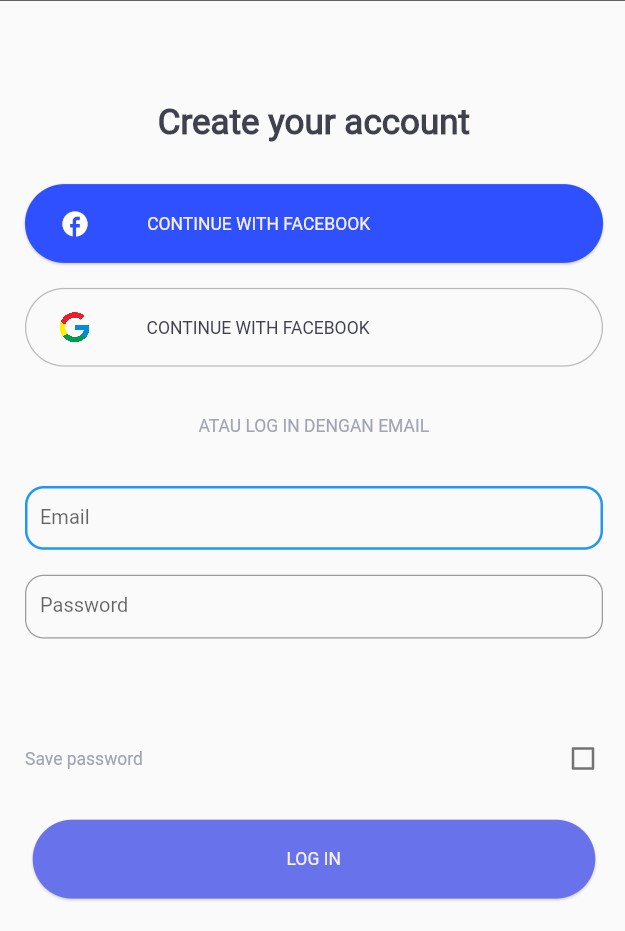 Create your account
CONTINUE WITH FACEBOOK
CONTINUE WITH FACEBOOK
ATAU LOG IN DENGAN EMAIL
Email
Password
Save password
LOG IN